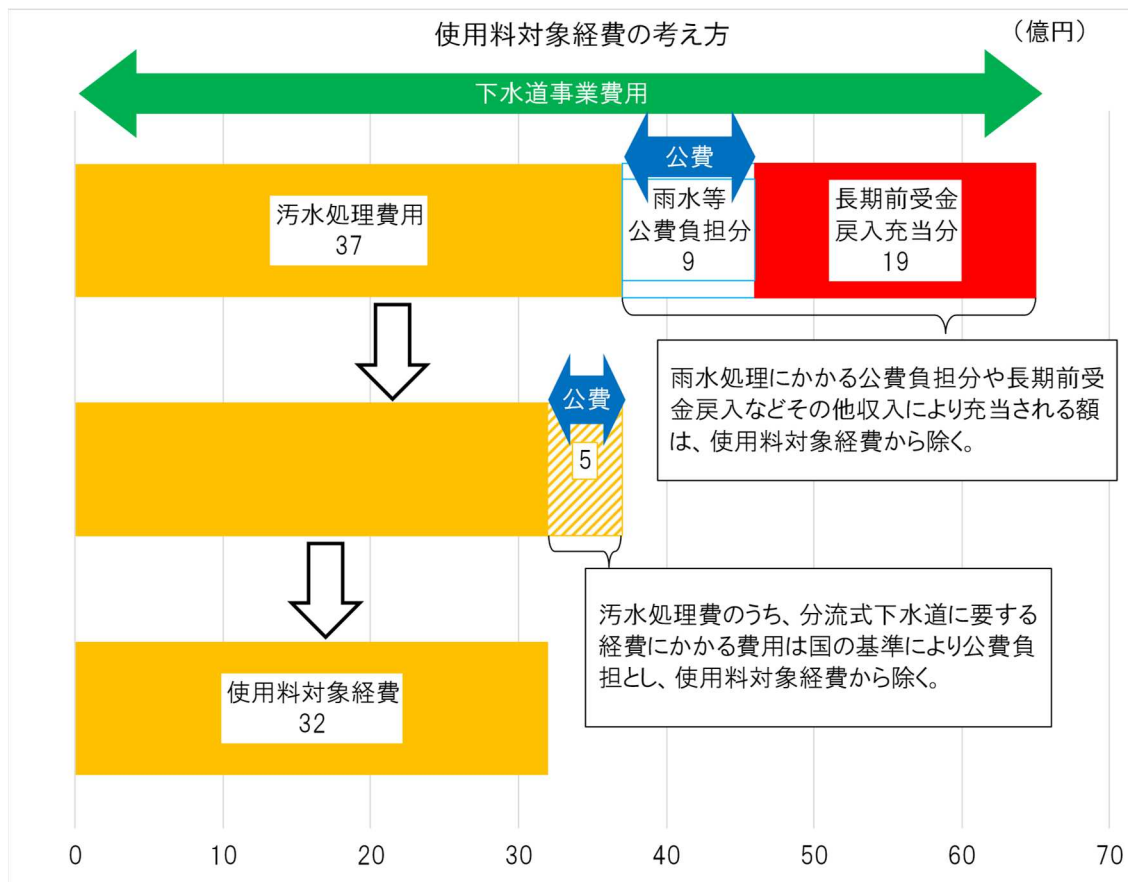 使用料対象経費の考え方
（億円）
下水道事業費用
公費
汚水処理費用
37
雨水等
公費負担分
9
長期前受金
戻入充当分
19
雨水処理にかかる公費負担分や長期前受
金戻入などその他収入により充当される額
は、使用料対象経費から除く。
公費
5
汚水処理費のうち、分流式下水道に要する
経費にかかる費用は国の基準により公費負
担とし、使用料対象経費から除く。
使用料対象経費
32
0 10 20 30 40 50 60 70